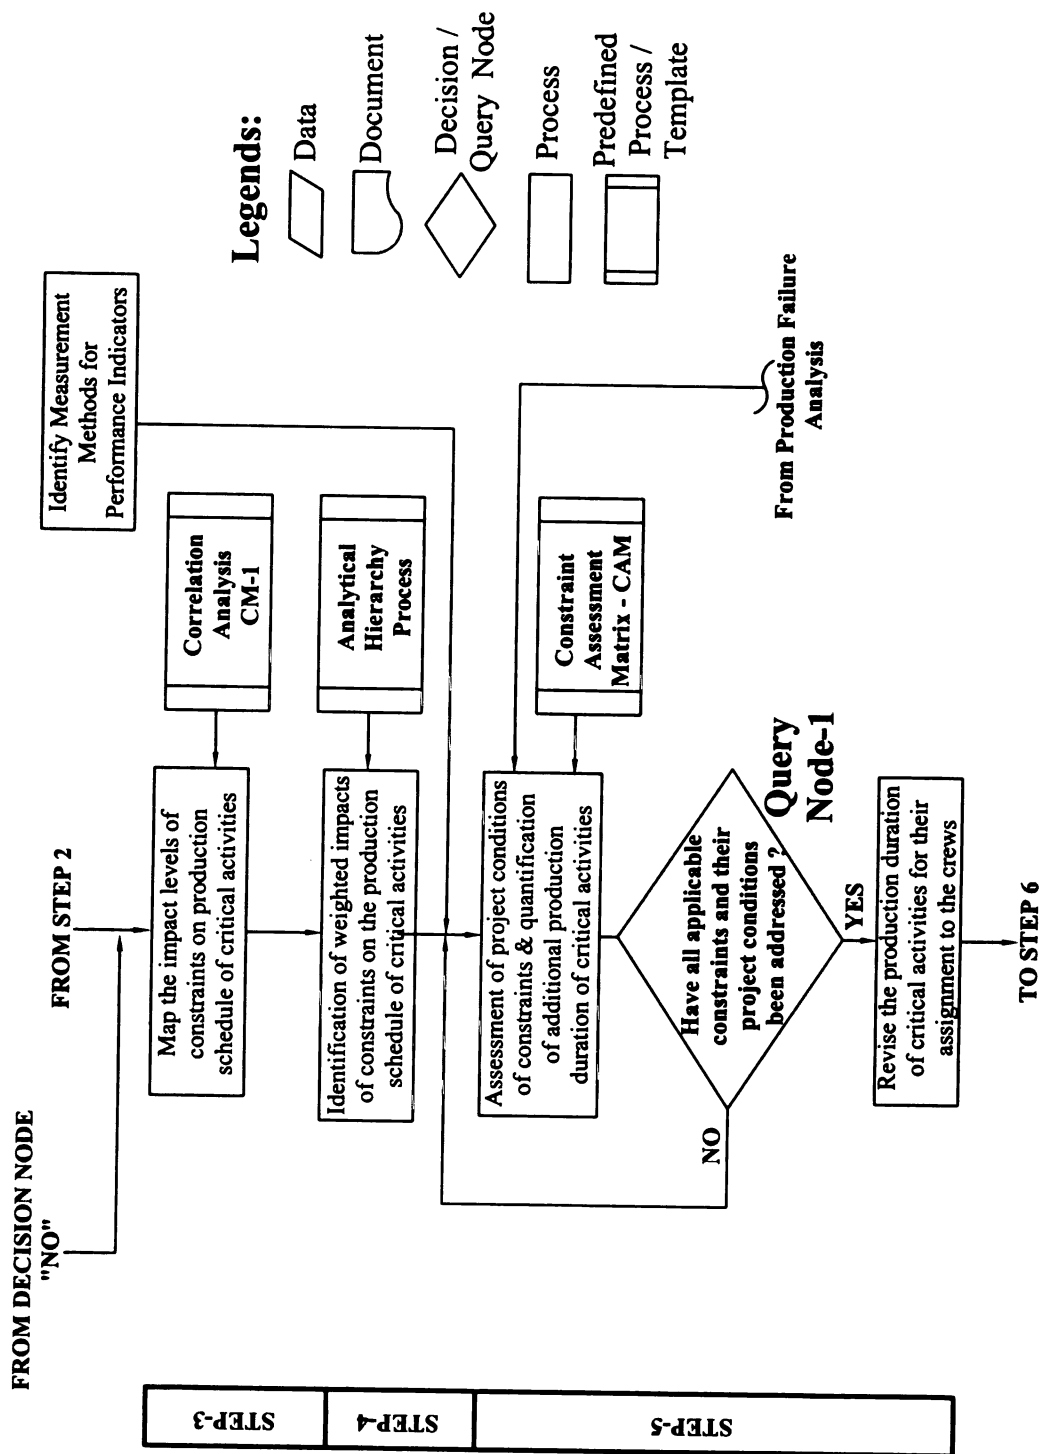 FROM DECISION NODE
"NO"
FROM STEP 2
Identify Measurement
Methods for
Performance Indicators
STEP-3
Map the impact levels of
constraints on production
schedule of critical activities
Correlation
Analysis
CM-1
STEP-4
Identification of weighted impacts
of constraints on the production
schedule of critical activities
Analytical
Hierarchy
Process
STEP-5
Assessment of project conditions
of constraints & quantification
of additional production
duration of critical activities
Constraint
Assessment
Matrix - CAM
From Production Failure
Analysis
Have all applicable
constraints and their
project conditions
been addressed ?
Query
Node-1
NO
YES
Revise the production duration
of critical activities for their
assignment to the crews
TO STEP 6
Legends:
Data
Document
Decision /
Query Node
Process
Predefined
Process /
Template